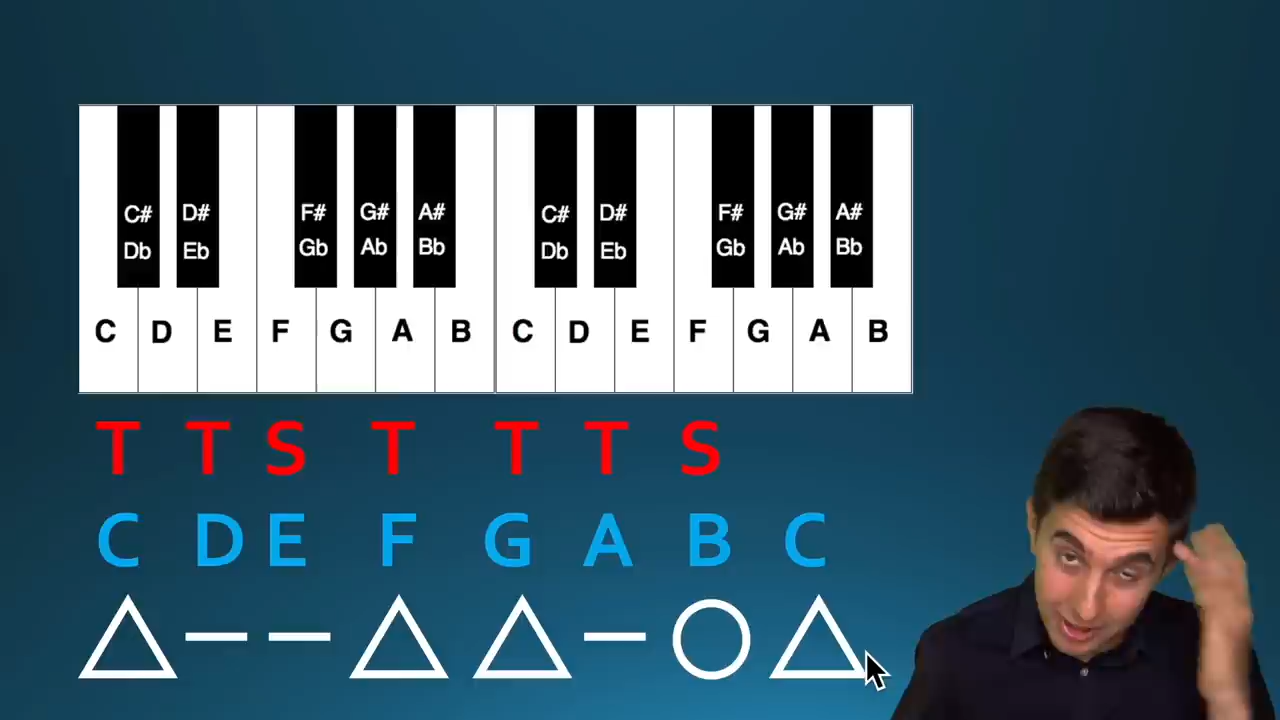 C# D# F# G# A# C# D# F# G# A#
Db Eb Gb Ab Bb Db Eb Gb Ab Bb
C D E F G A B C D E F G A B
T T S T T T S
C D E F G A B C